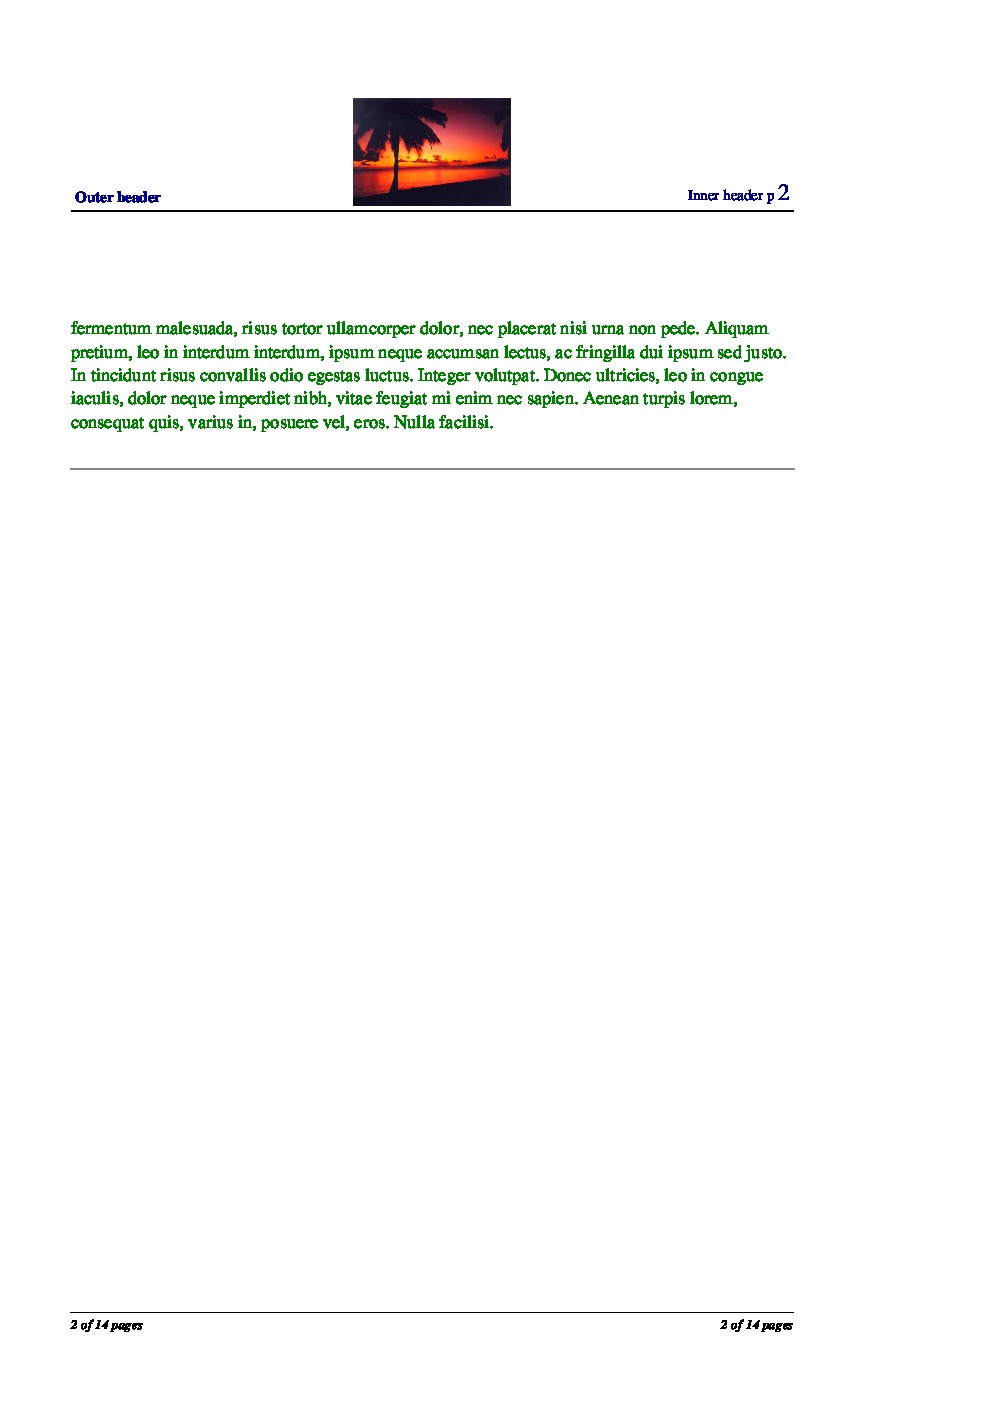 Outer header
Inner header p 2
fermentum malesuada, risus tortor ullamcorper dolor, nec placerat nisi urna non pede. Aliquam
pretium, leo in interdum interdum, ipsum neque accumsan lectus, ac fringilla dui ipsum sed justo.
In tincidunt risus convallis odio egestas luctus. Integer volutpat. Donec ultricies, leo in congue
iaculis, dolor neque imperdiet nibh, vitae feugiat mi enim nec sapien. Aenean turpis lorem,
consequat quis, varius in, posuere vel, eros. Nulla facilisi.
2 of 14 pages
2 of 14 pages